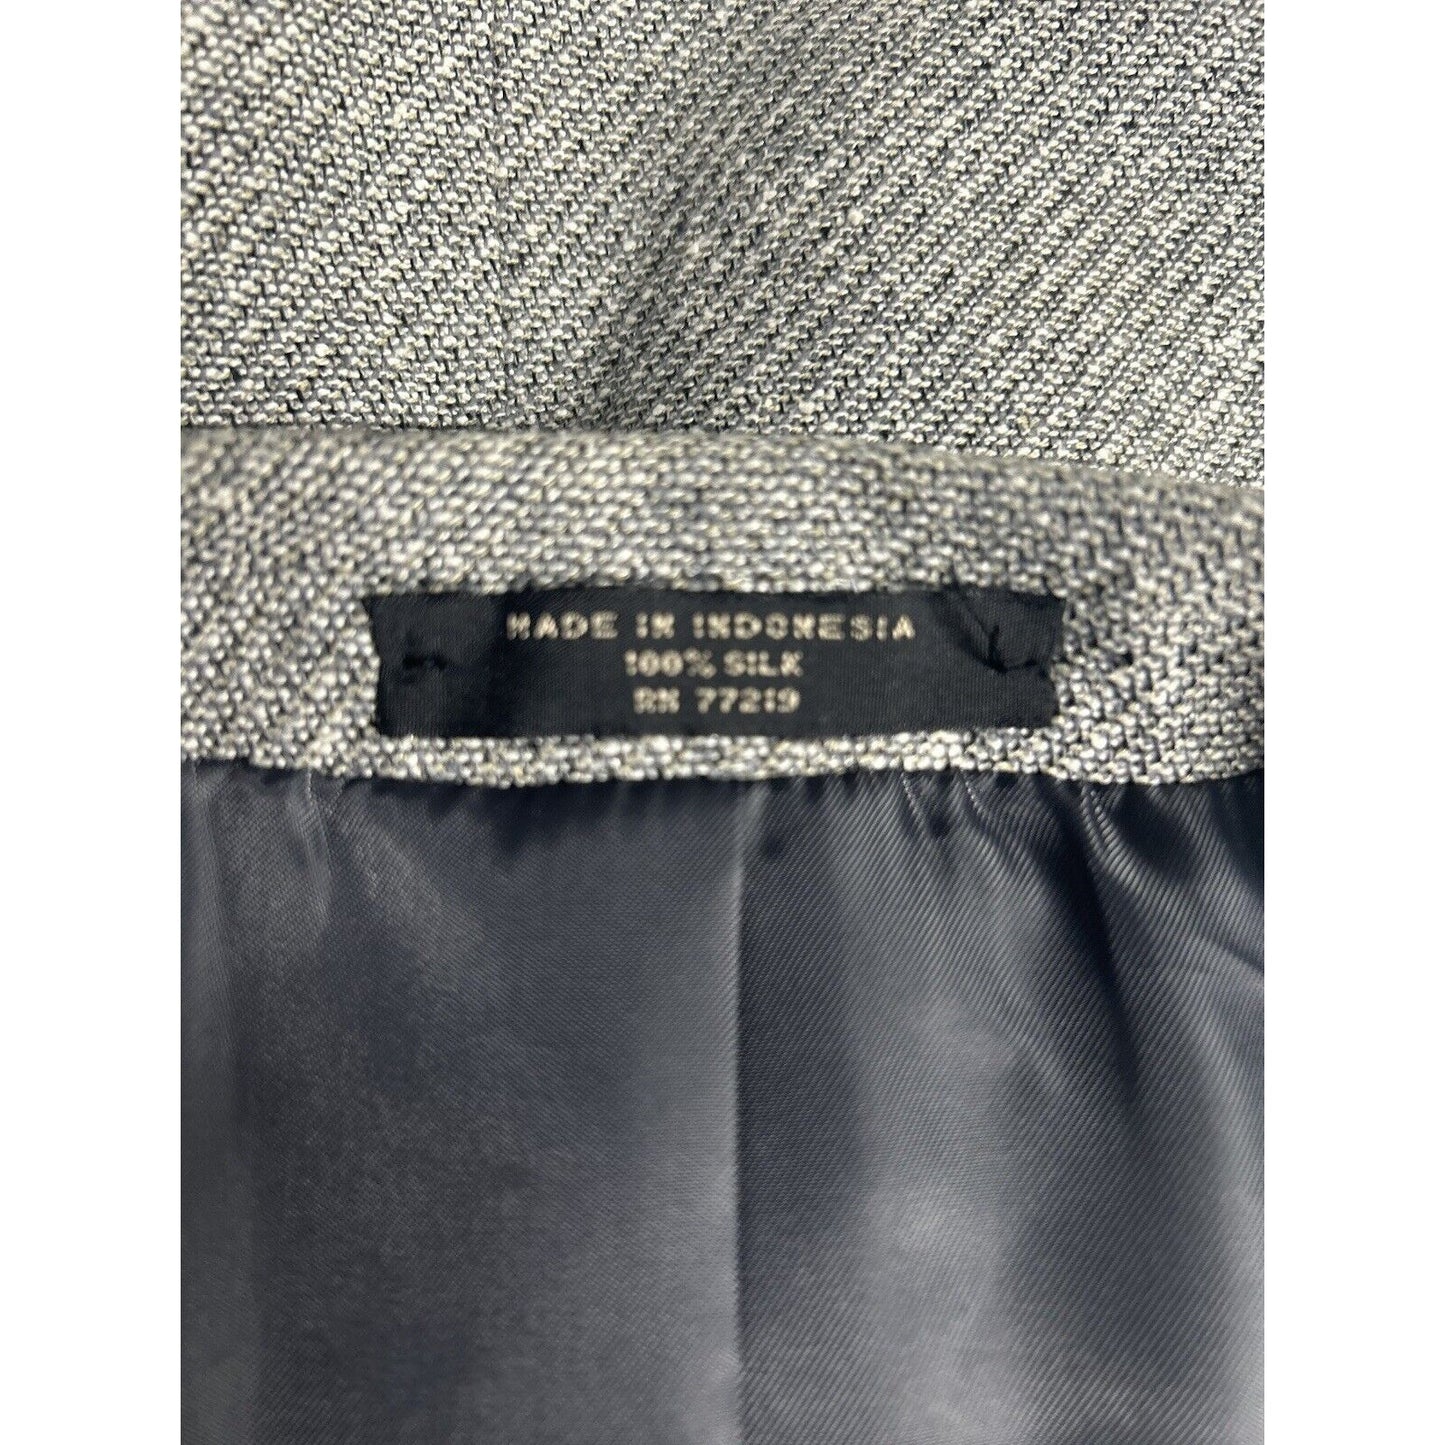 MADE IN INDONESIA
100% SILK
RN 77219